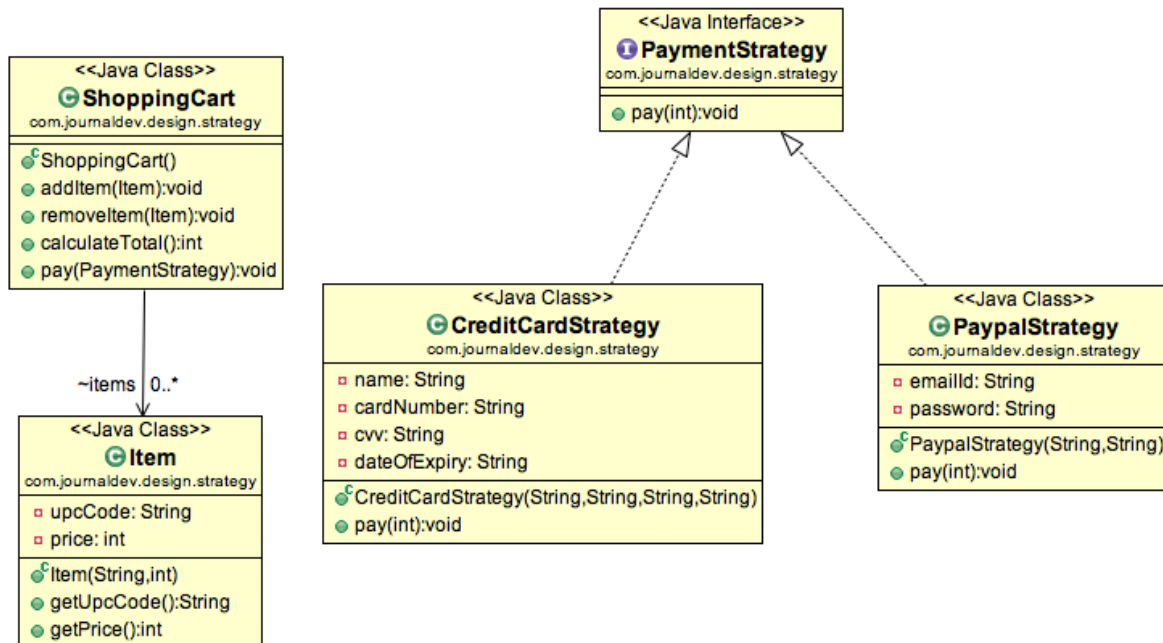 <<Java Class>>
ShoppingCart
com.journaldev.design.strategy
ShoppingCart()
addItem(Item):void
removeItem(Item):void
calculateTotal():int
pay(PaymentStrategy):void
~items 0..*
<<Java Class>>
Item
com.journaldev.design.strategy
upcCode: String
price: int
Item(String,int)
getUpcCode():String
getPrice():int
<<Java Interface>>
PaymentStrategy
com.journaldev.design.strategy
pay(int):void
<<Java Class>>
CreditCardStrategy
com.journaldev.design.strategy
name: String
cardNumber: String
cvv: String
dateOfExpiry: String
CreditCardStrategy(String,String,String,String)
pay(int):void
<<Java Class>>
PaypalStrategy
com.journaldev.design.strategy
emailId: String
password: String
PaypalStrategy(String,String)
pay(int):void